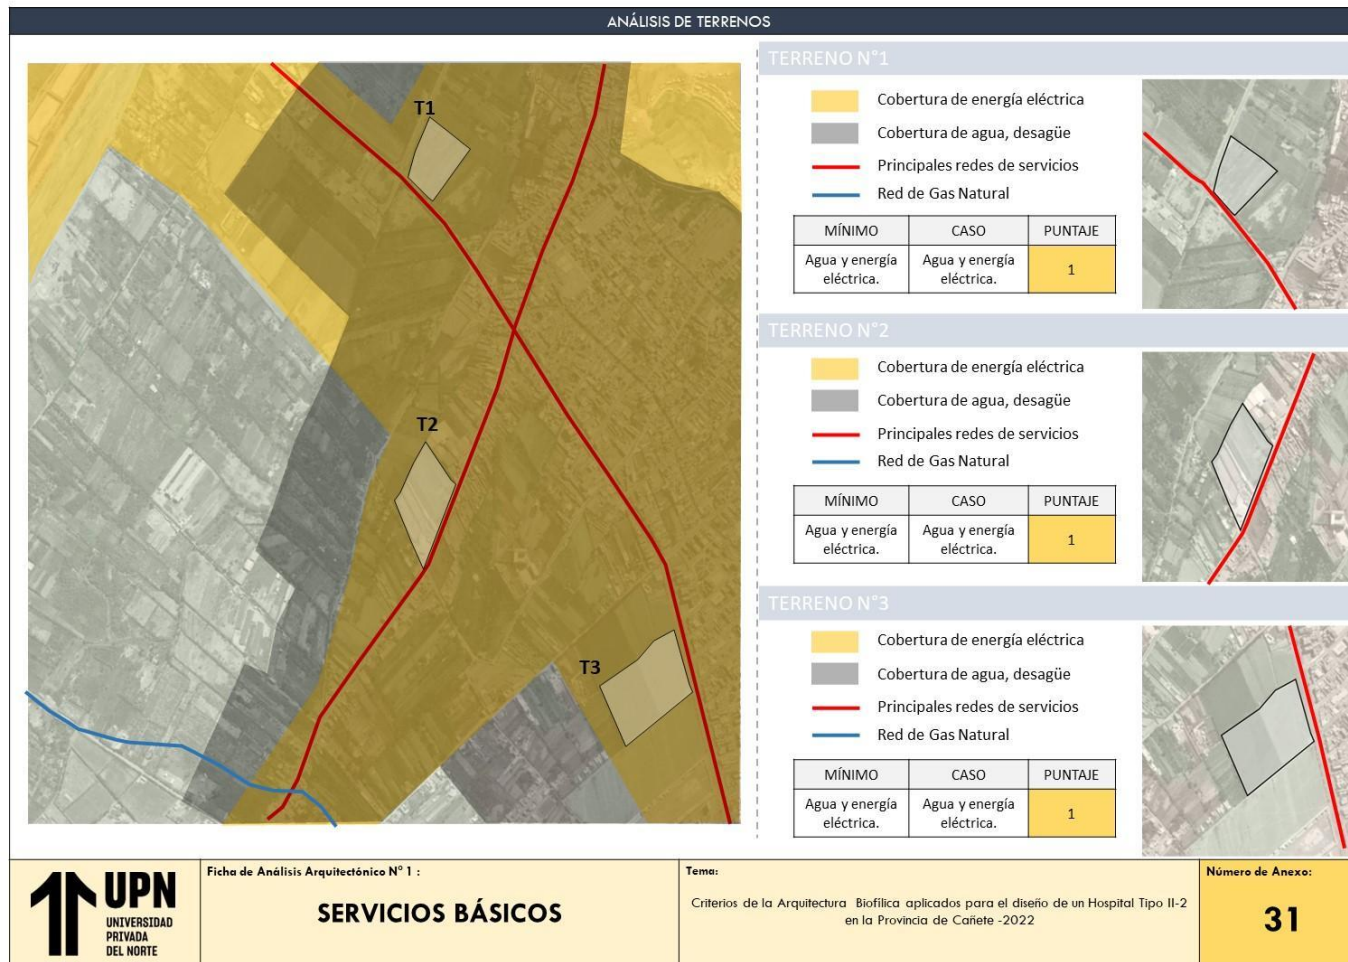 ANÁLISIS DE TERRENOS
T1
T2
T3
TERRENO N°1
Cobertura de energía eléctrica
Cobertura de agua, desagüe
Principales redes de servicios
Red de Gas Natural
MÍNIMO CASO PUNTAJE
Agua y energía Agua y energía 1
eléctrica. eléctrica.
TERRENO N°2
Cobertura de energía eléctrica
Cobertura de agua, desagüe
Principales redes de servicios
Red de Gas Natural
MÍNIMO CASO PUNTAJE
Agua y energía Agua y energía 1
eléctrica. eléctrica.
TERRENO N°3
Cobertura de energía eléctrica
Cobertura de agua, desagüe
Principales redes de servicios
Red de Gas Natural
MÍNIMO CASO PUNTAJE
Agua y energía Agua y energía 1
eléctrica. eléctrica.
UPN
UNIVERSIDAD
PRIVADA
DEL NORTE
Ficha de Análisis Arquitectónico N° 1 :
SERVICIOS BÁSICOS
Tema:
Criterios de la Arquitectura Biofílica aplicados para el diseño de un Hospital Tipo II-2
en la Provincia de Cañete -2022
Número de Anexo:
31